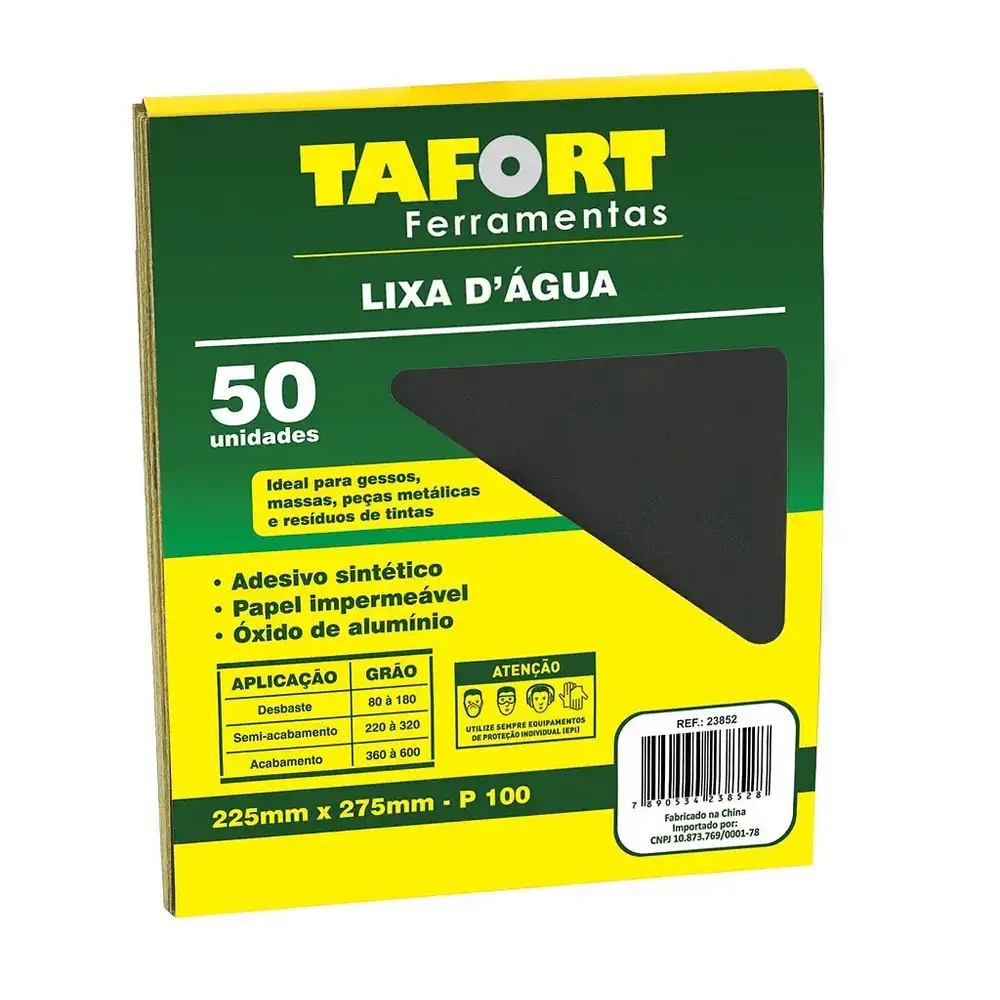 TAFORT
Ferramentas
LIXA D'ÁGUA
50
unidades
Ideal para gessos,
massas, peças metálicas
e resíduos de tintas
• Adesivo sintético
• Papel impermeável
• Óxido de alumínio
APLICAÇÃO GRÃO
Desbaste 80 à 180
Semi-acabamento 220 à 320
Acabamento 360 à 600
ATENÇÃO
UTILIZE SEMPRE EQUIPAMENTOS
DE PROTEÇÃO INDIVIDUAL (EPI)
225mm x 275mm - P 100
REF.: 23852
7 890534 238528
Fabricado na China
Importado por:
CNPJ 10.873.769/0001-78